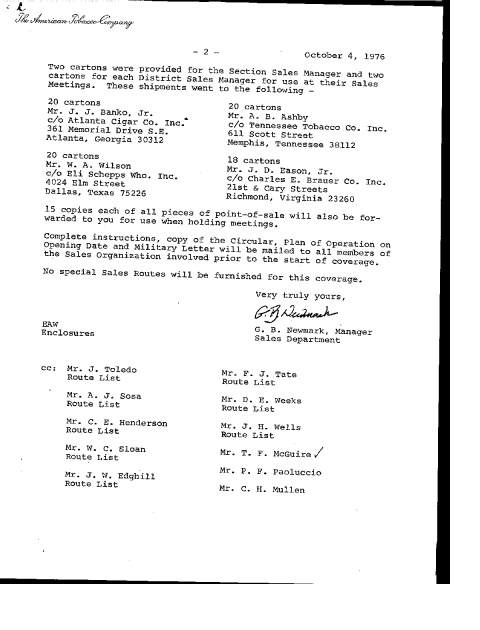 The American Tobacco Company
- 2 -
October 4, 1976
Two cartons were provided for the Section Sales Manager and two
cartons for each District Sales Manager for use at their Sales
Meetings. These shipments went to the following -
20 cartons
Mr. J. J. Banko, Jr.
c/o Atlanta Cigar Co. Inc.
361 Memorial Drive S.E.
Atlanta, Georgia 30312
20 cartons
Mr. A. B. Ashby
c/o Tennessee Tobacco Co. Inc.
611 Scott Street
Memphis, Tennessee 38112
20 cartons
Mr. W. A. Wilson
c/o Eli Schepps Who. Inc.
4024 Elm Street
Dallas, Texas 75226
18 cartons
Mr. J. D. Eason, Jr.
c/o Charles E. Brauer Co. Inc.
21st & Cary Streets
Richmond, Virginia 23260
15 copies each of all pieces of point-of-sale will also be for-
warded to you for use when holding meetings.
Complete instructions, copy of the Circular, Plan of Operation on
Opening Date and Military Letter will be mailed to all members of
the Sales Organization involved prior to the start of coverage.
No special Sales Routes will be furnished for this coverage.
Very truly yours,
G. B. Newmark
G. B. Newmark, Manager
Sales Department
EAW
Enclosures
cc: Mr. J. Toledo
Route List
Mr. A. J. Sosa
Route List
Mr. C. E. Henderson
Route List
Mr. W. C. Sloan
Route List
Mr. J. W. Edghill
Route List
Mr. F. J. Tate
Route List
Mr. D. E. Weeks
Route List
Mr. J. H. Wells
Route List
Mr. T. F. McGuire ✓
Mr. P. F. Paoluccio
Mr. C. H. Mullen